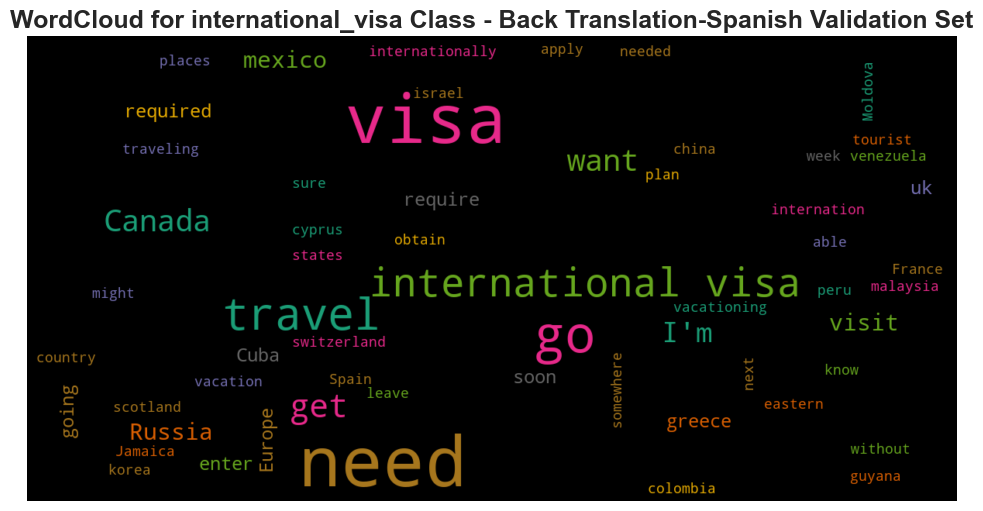 WordCloud for international_visa Class - Back Translation-Spanish Validation Set
internationally
apply
needed
places
mexico
israel
Moldova
required
visa
tourist
traveling
want
china
week
venezuela
plan
sure
require
uk
Canada
internation
cyprus
obtain
able
states
France
international visa
malaysia
might
peru
travel
vacationing
go
I'm
visit
switzerland
country
Cuba
soon
somewhere
next
know
vacation
Spain
leave
going
scotland
get
eastern
Russia
Europe
greece
Jamaica
enter
need
without
korea
guyana
colombia